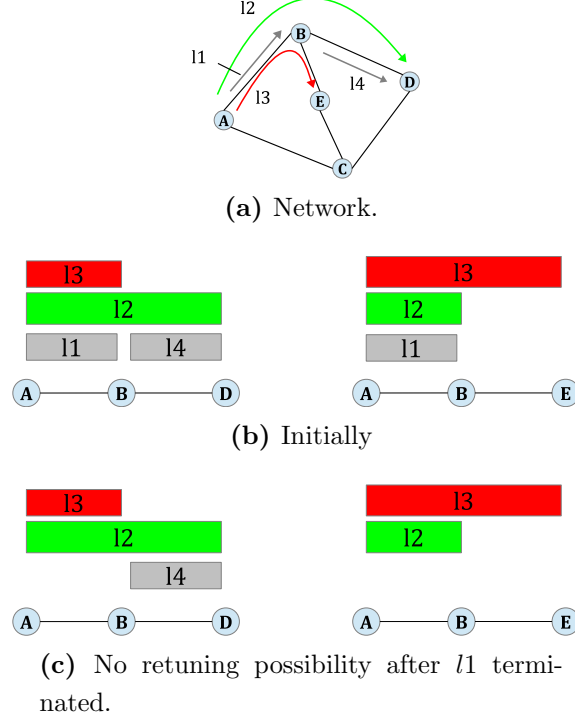 l2
B
l1
D
l4
l3
E
A
C
(a) Network.
l3 l3
l2 l2
l1 l4 l1
A B D A B E
(b) Initially
l3 l3
l2 l2
l4
A B D A B E
(c) No retuning possibility after l1 termi-
nated.